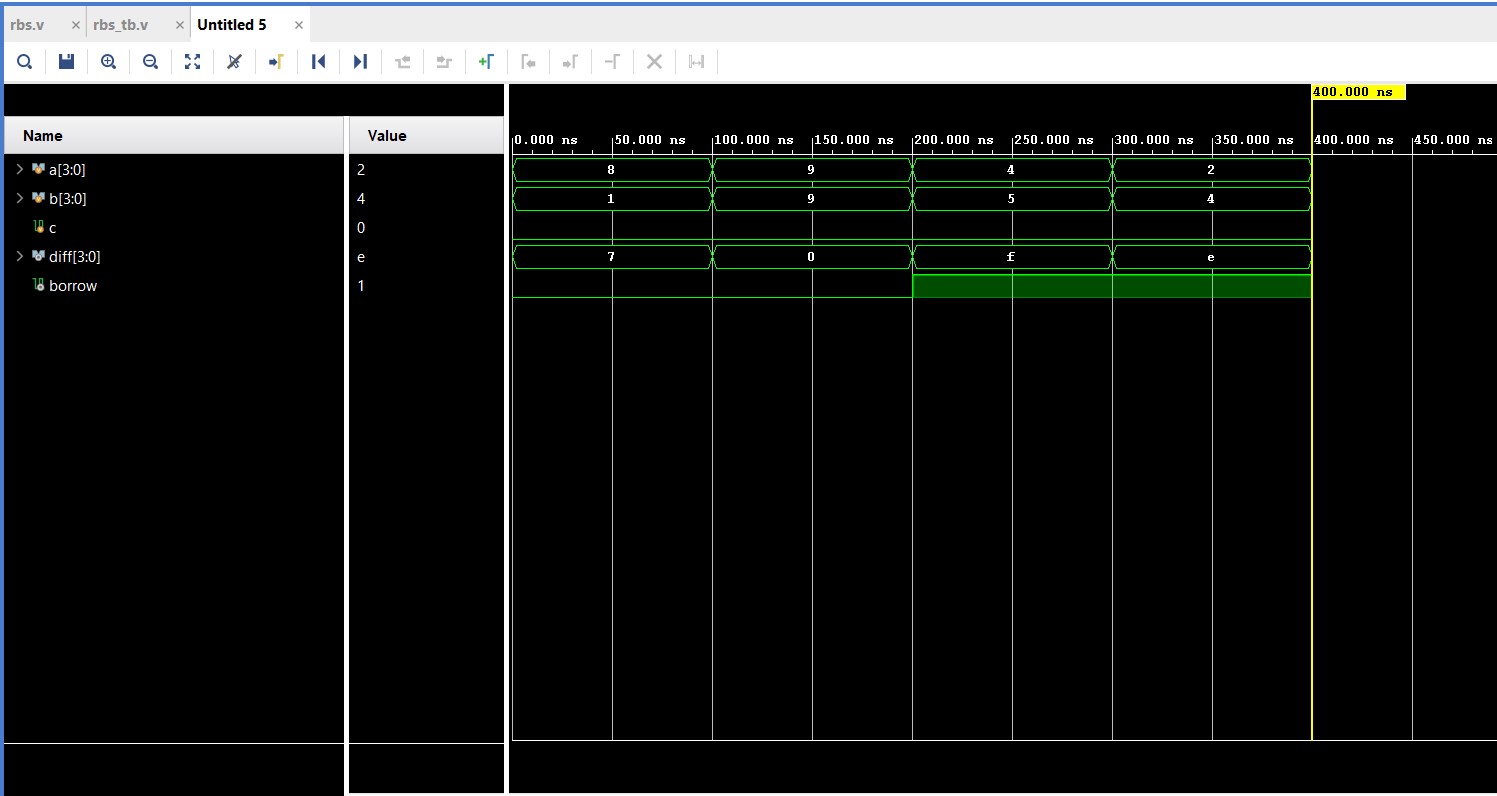 rbs.v × rbs_tb.v × Untitled 5 ×
400.000 ns
Name Value
0.000 ns 50.000 ns 100.000 ns 150.000 ns 200.000 ns 250.000 ns 300.000 ns 350.000 ns 400.000 ns 450.000 ns
a[3:0] 2 8 9 4 2
b[3:0] 4 1 9 5 4
c 0
diff[3:0] e 7 0 f e
borrow 1